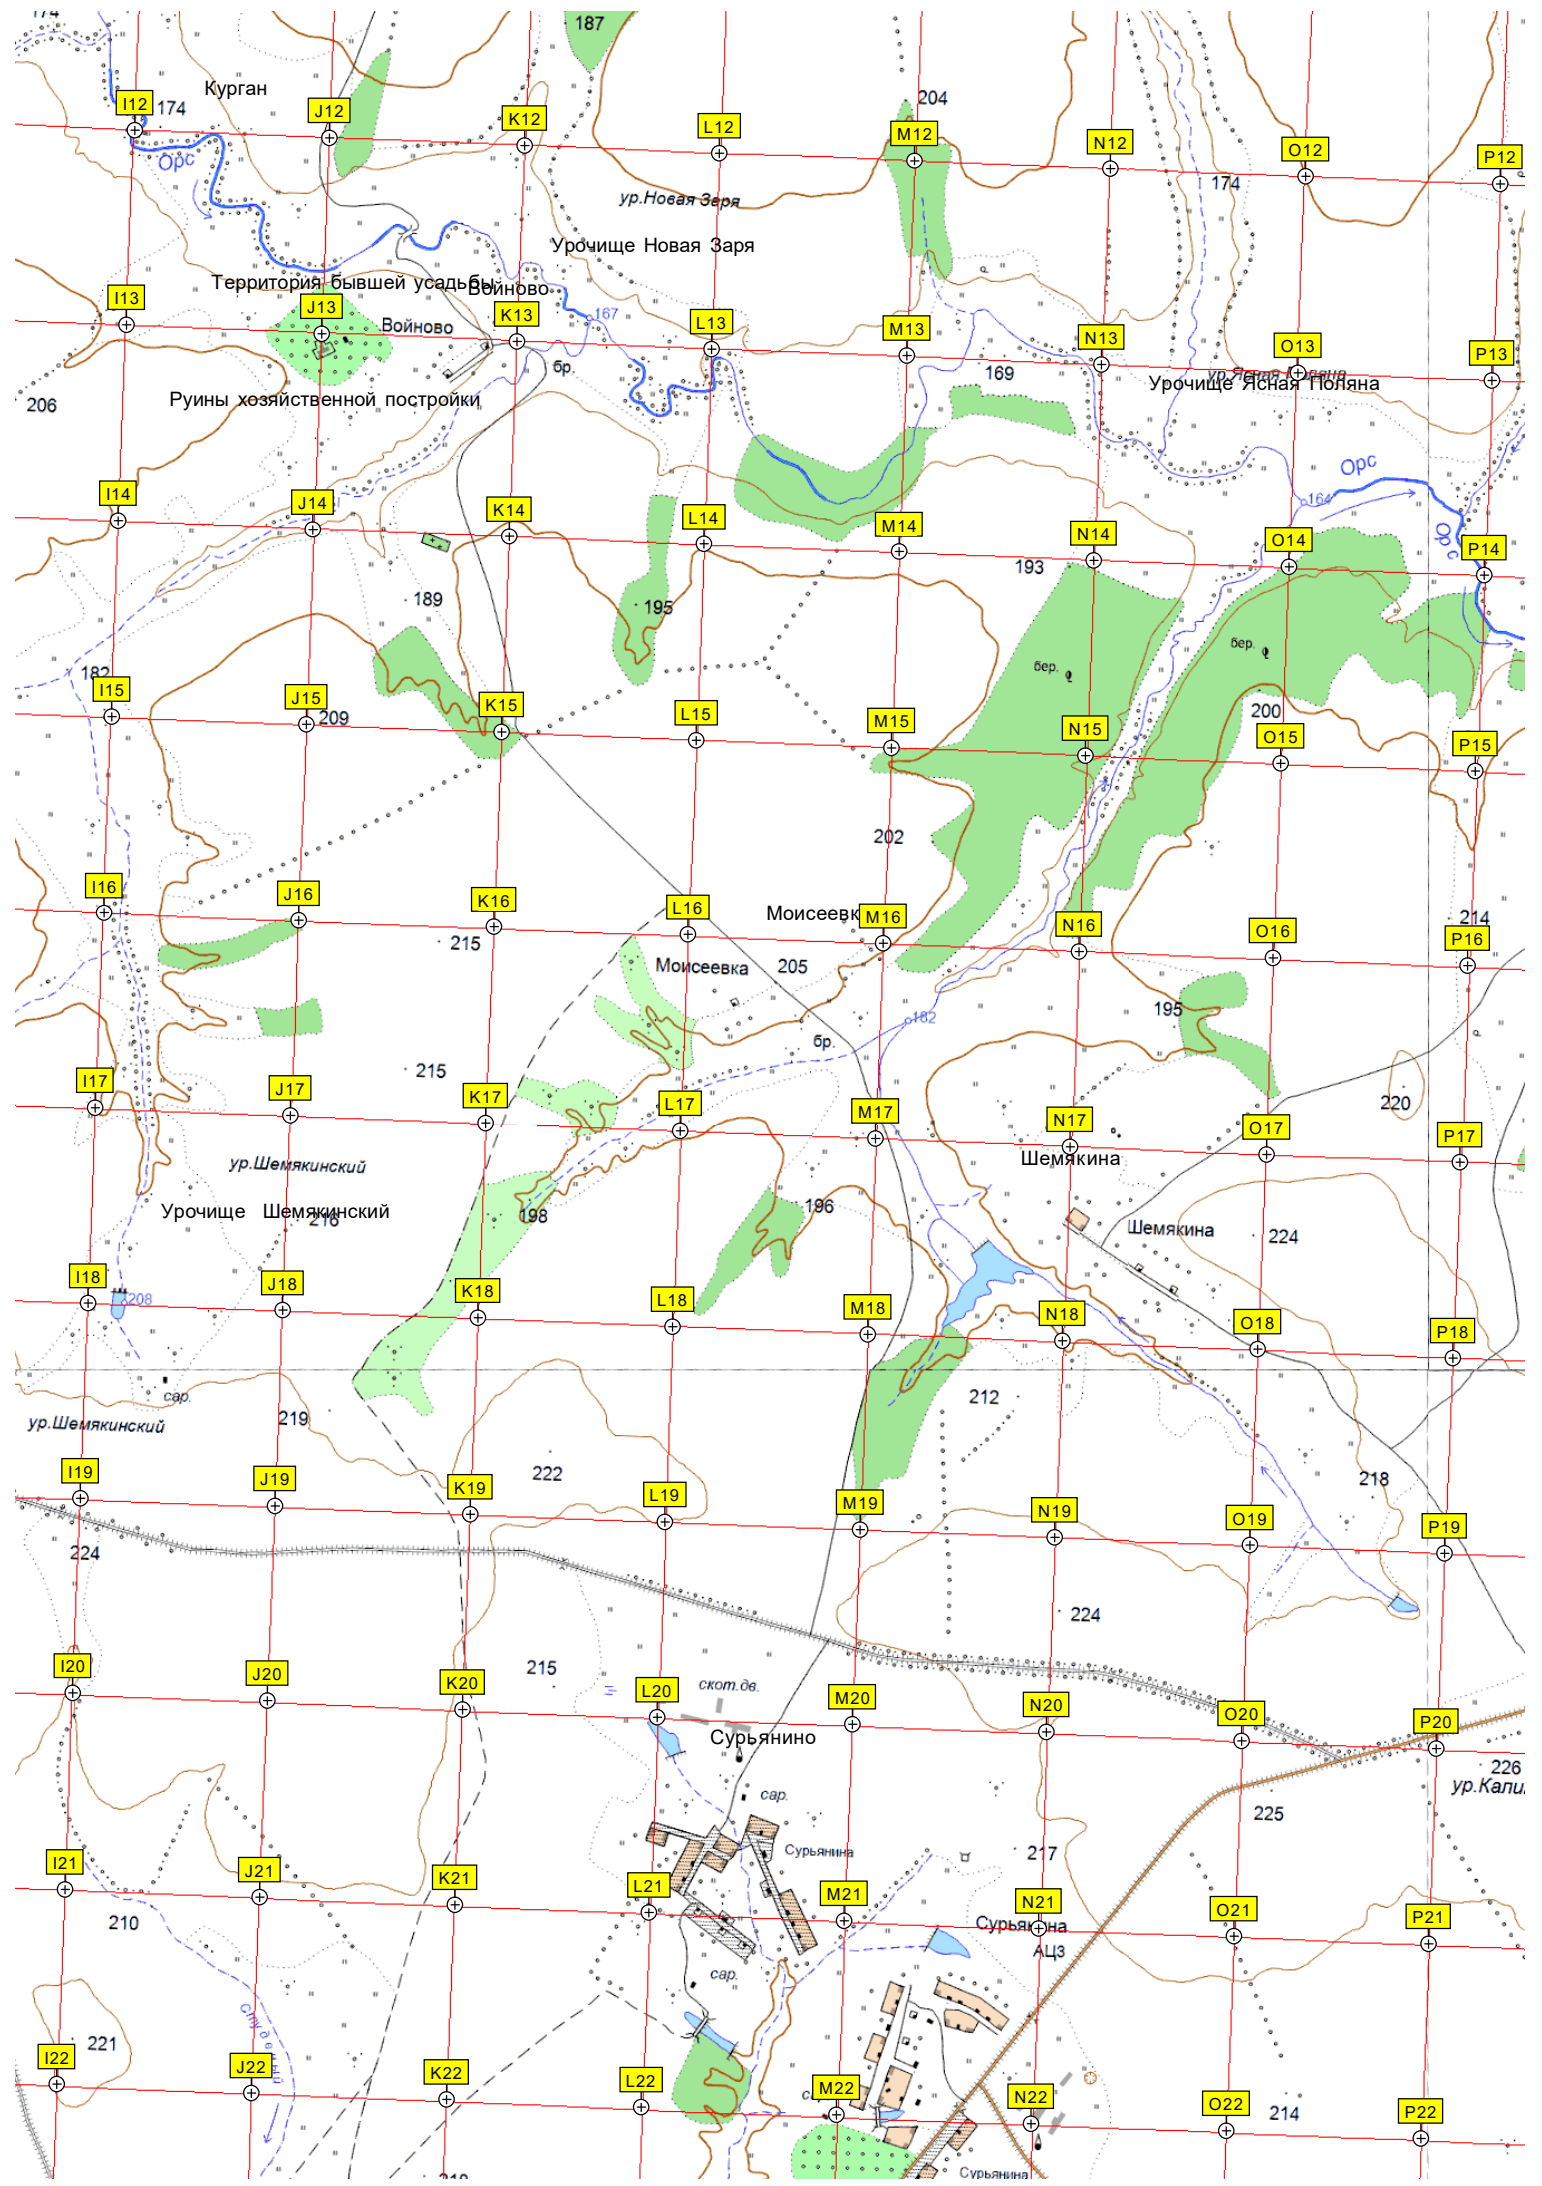 174
187
Курган
204
I12
174
J12
K12
L12
M12
N12
O12
P12
Орс
174
ур.Новая Заря
Урочище Новая Заря
Территория бывшей усадьбы
Войново
I13
J13
Войново
K13
167
L13
M13
N13
O13
P13
бр.
169
ур.Ясная Поляна
Урочище Ясная Поляна
206
Руины хозяйственной постройки
Орс
I14
J14
K14
L14
M14
N14
164
O14
Орс
P14
193
189
195
бер.
бер.
182
I15
J15
209
K15
L15
M15
N15
200
O15
P15
202
I16
J16
K16
L16
Моисеевк
M16
N16
O16
214
P16
215
Моисеевка
205
195
182
бр.
215
I17
J17
K17
L17
M17
N17
O17
220
P17
ур.Шемякинский
Шемякина
Урочище Шемякинский
216
198
196
Шемякина
224
I18
208
J18
K18
L18
M18
N18
O18
P18
сар.
212
ур.Шемякинский
219
222
218
I19
J19
K19
L19
M19
N19
O19
P19
224
224
I20
J20
K20
215
L20
скот.дв.
M20
N20
O20
P20
Сурьянино
226
ур.Кали
сар.
225
Сурьянина
217
I21
J21
K21
L21
M21
N21
O21
P21
210
Сурьянина
АЦЗ
сар.
студеный
221
I22
J22
K22
L22
M22
N22
O22
214
P22
Сурьянина